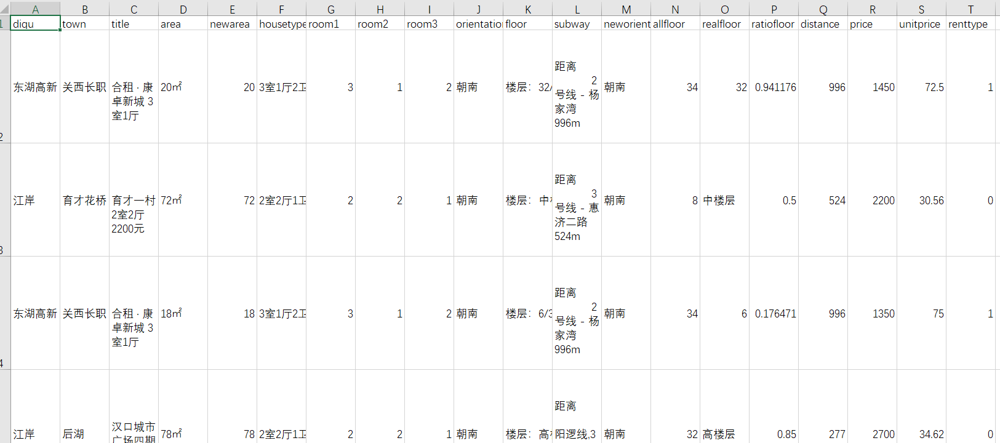 A B C D E F G H I J K L M N O P Q R S T
1 diqu town title area newarea housetype room1 room2 room3 orientatio floor subway neworient allfloor realfloor ratiofloor distance price unitprice renttype
距离
2
东湖高新 关西长职 合租 · 康 20㎡ 20 3室1厅2卫 3 1 2 朝南 楼层：32/ 号线 - 杨 朝南 34 32 0.941176 996 1450 72.5 1
卓新城 3 家湾
室1厅 996m
2
距离
3
江岸 育才花桥 育才一村 72㎡ 72 2室2厅1卫 2 2 1 朝南 楼层：中 号线 - 惠 朝南 8 中楼层 0.5 524 2200 30.56 0
2室2厅 济二路
2200元 524m
3
距离
2
东湖高新 关西长职 合租 · 康 18㎡ 18 3室1厅2卫 3 1 2 朝南 楼层：6/3 号线 - 杨 朝南 34 6 0.176471 996 1350 75 1
卓新城 3 家湾
室1厅 996m
4
距离
汉口城市
江岸 后湖 广场四期 78㎡ 78 2室2厅1卫 2 2 1 朝南 楼层：高 阳逻线,3 朝南 32 高楼层 0.85 277 2700 34.62 0